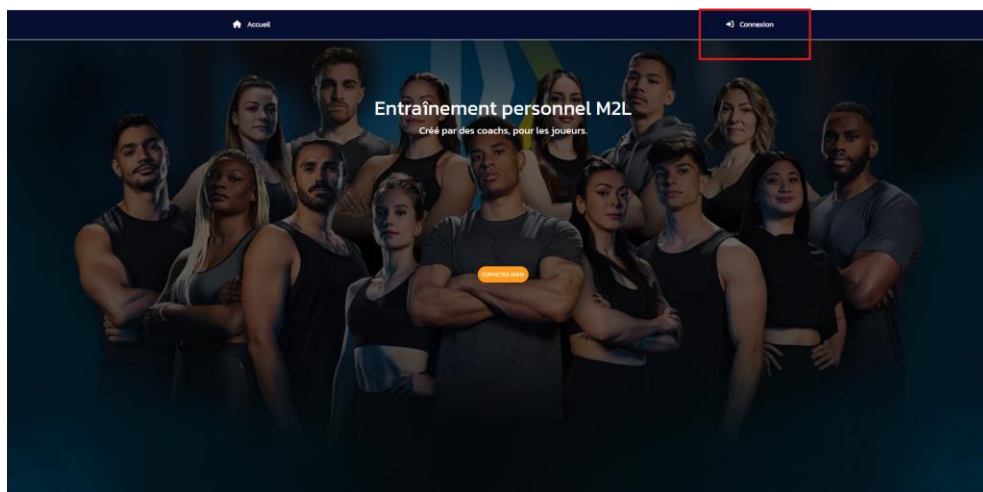 Accueil
Connexion
Entraînement personnel M2L
Créé par des coachs, pour les joueurs.
CONTACTEZ-NOUS